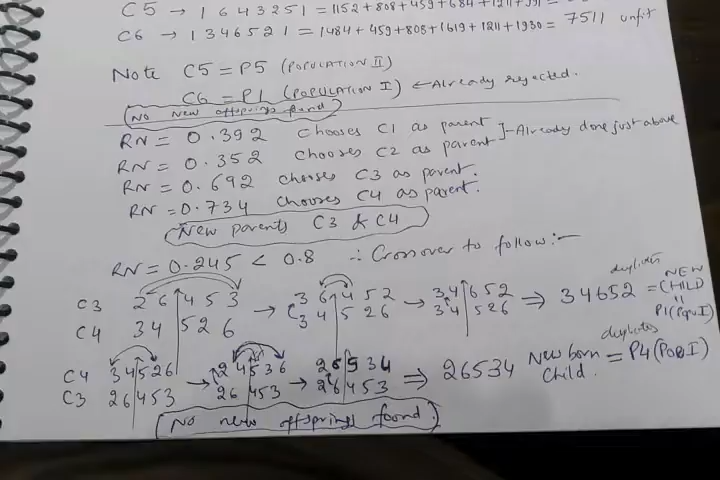 C5 → 1 6 4 3 2 5 1 = 1152 + 808 + 459 + 684 + 1211 + 991 =
C6 → 1 3 4 6 5 2 1 = 1484 + 459 + 808 + 1619 + 1211 + 1930 = 7511 unfit
Note C5 = P5 (POPULATION II)
C6 = P1 (POPULATION I) ← Already rejected.
No new offsprings found
RN = 0.392 Chooses C1 as parent
RN = 0.352 chooses C2 as parent ]- Already done just above
RN = 0.692 chooses C3 as parent.
RN = 0.734 chooses C4 as parent.
New parents C3 & C4
RN = 0.245 < 0.8 ∴ Crossover to follow:-
C3 2 6 4 5 3 → 3 6 4 5 2 → 3 4 6 5 2 ⇒ 34652 = NEW CHILD duplicates
C4 3 4 5 2 6 3 4 5 2 6 3 4 5 2 6 = P1 (Popu I)
C4 3 4 5 2 6 → 2 4 5 3 6 → 2 6 5 3 4 ⇒ 26534 New born Child. duplicates = P4 (POP I)
C3 2 6 4 5 3 2 6 4 5 3 2 6 4 5 3
No new offsprings found.